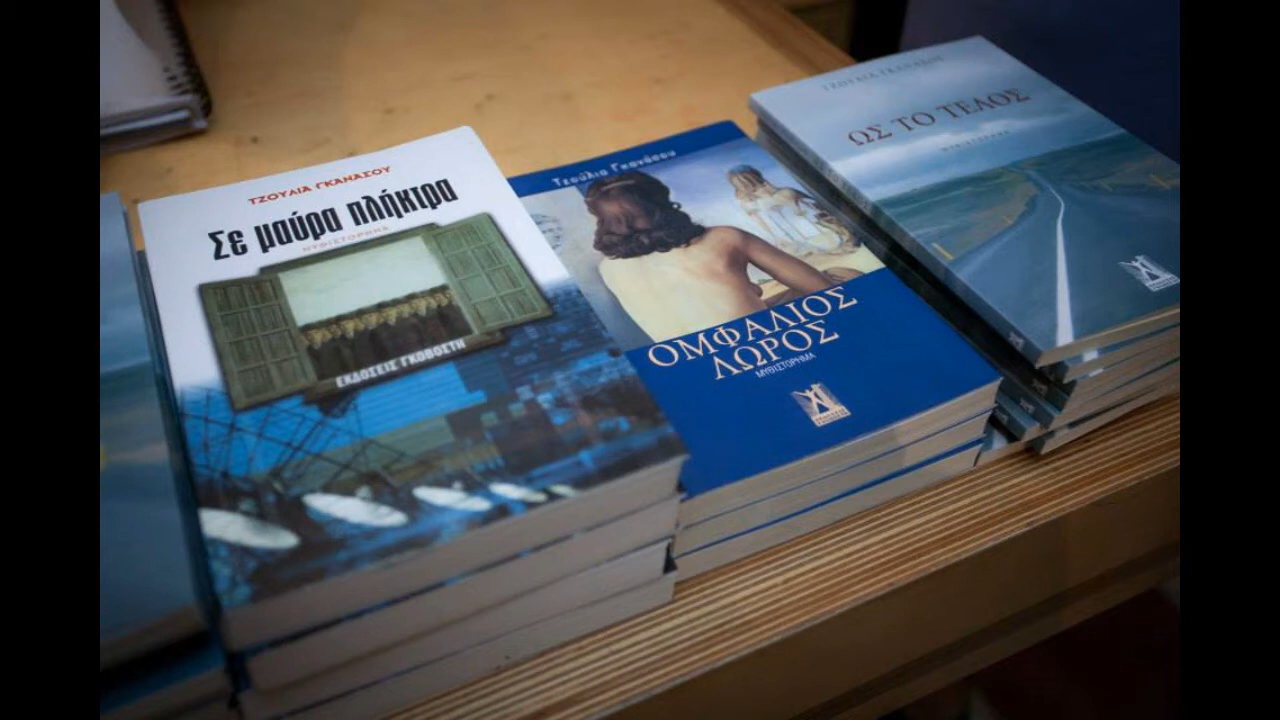 ΤΖΟΥΛΙΑ ΓΚΑΝΑΣΟΥ
Σε μαύρα πλήκτρα
ΜΥΘΙΣΤΟΡΗΜΑ
ΕΚΔΟΣΕΙΣ ΓΚΟΒΟΣΤΗ
Τζούλια Γκανάσου
ΟΜΦΑΛΙΟΣ
ΛΩΡΟΣ
ΜΥΘΙΣΤΟΡΗΜΑ
ΤΖΟΥΛΙΑ ΓΚΑΝΑΣΟΥ
ΩΣ ΤΟ ΤΕΛΟΣ
ΜΥΘΙΣΤΟΡΗΜΑ